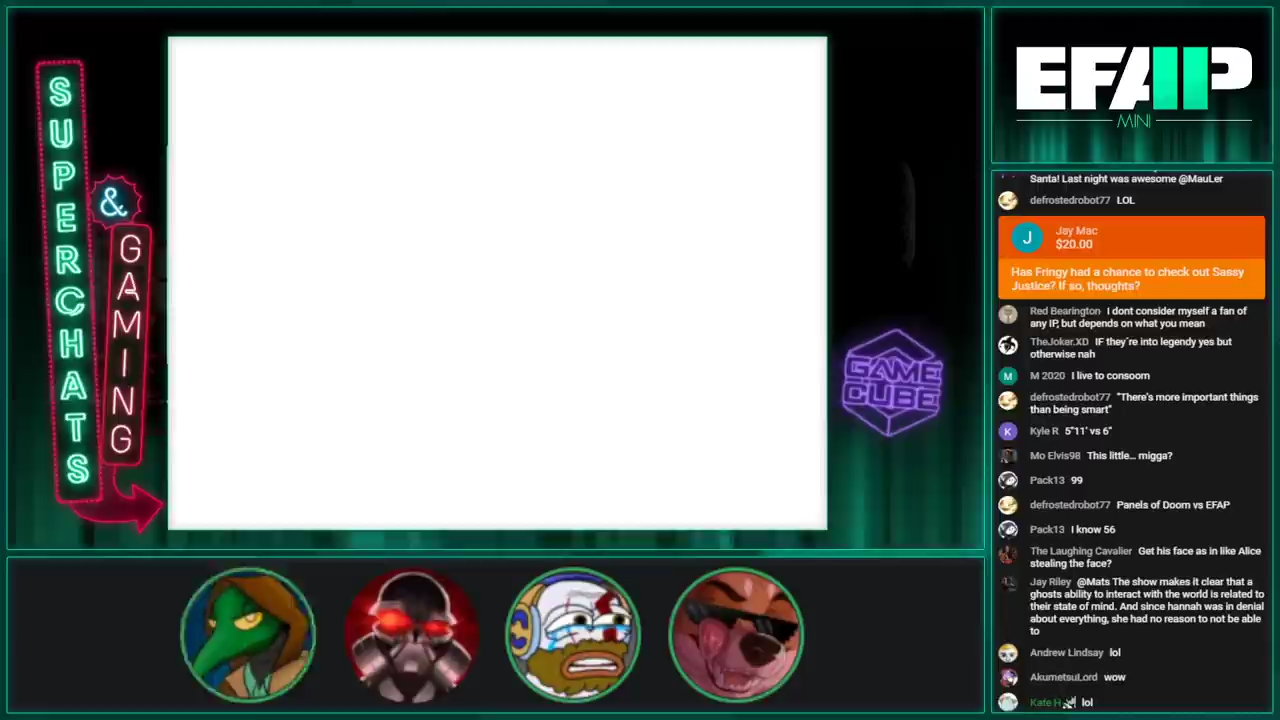 SUPERCHATS
&
GAMING
GAME
CUBE
EFAP
MINI
Santa! Last night was awesome @MauLer
defrostedrobot77 LOL
J
Jay Mac
$20.00
Has Fringy had a chance to check out Sassy
Justice? If so, thoughts?
Red Bearington I dont consider myself a fan of
any IP, but depends on what you mean
TheJoker.XD IF they´re into legendy yes but
otherwise nah
M
M 2020 I live to consoom
defrostedrobot77 "There's more important things
than being smart"
K
Kyle R 5"11' vs 6"
Mo Elvis98 This little... migga?
Pack13 99
defrostedrobot77 Panels of Doom vs EFAP
Pack13 I know 56
The Laughing Cavalier Get his face as in like Alice
stealing the face?
Jay Riley @Mats The show makes it clear that a
ghosts ability to interact with the world is related to
their state of mind. And since hannah was in denial
about everything, she had no reason to not be able
to
Andrew Lindsay lol
AkumetsuLord wow
Kate H lol